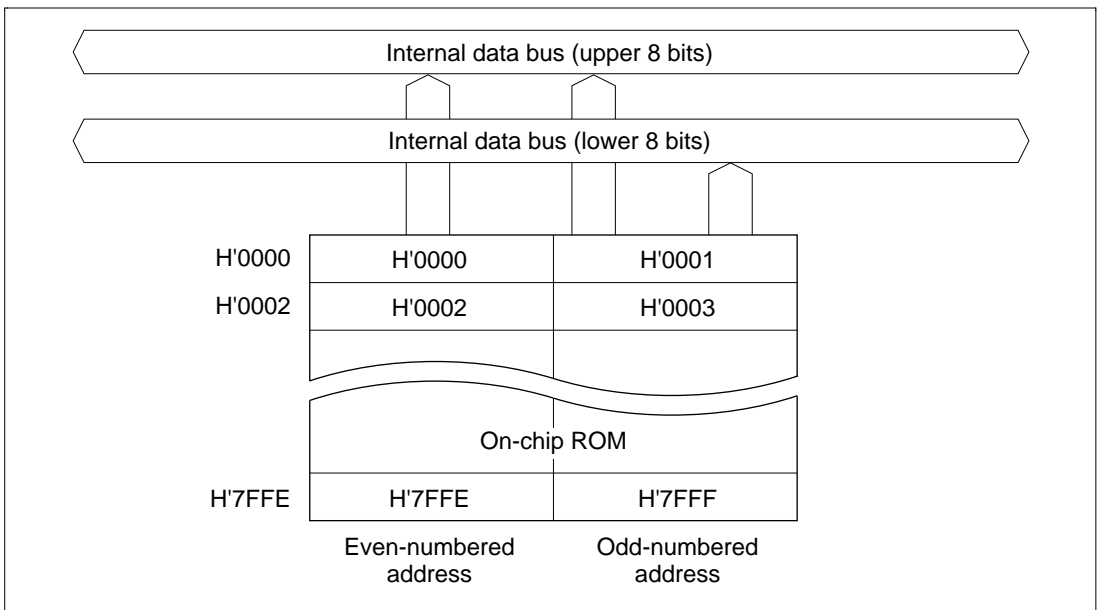 Internal data bus (upper 8 bits)
Internal data bus (lower 8 bits)
H'0000 H'0000 H'0001
H'0002 H'0002 H'0003
On-chip ROM
H'7FFE H'7FFE H'7FFF
Even-numbered address
Odd-numbered address